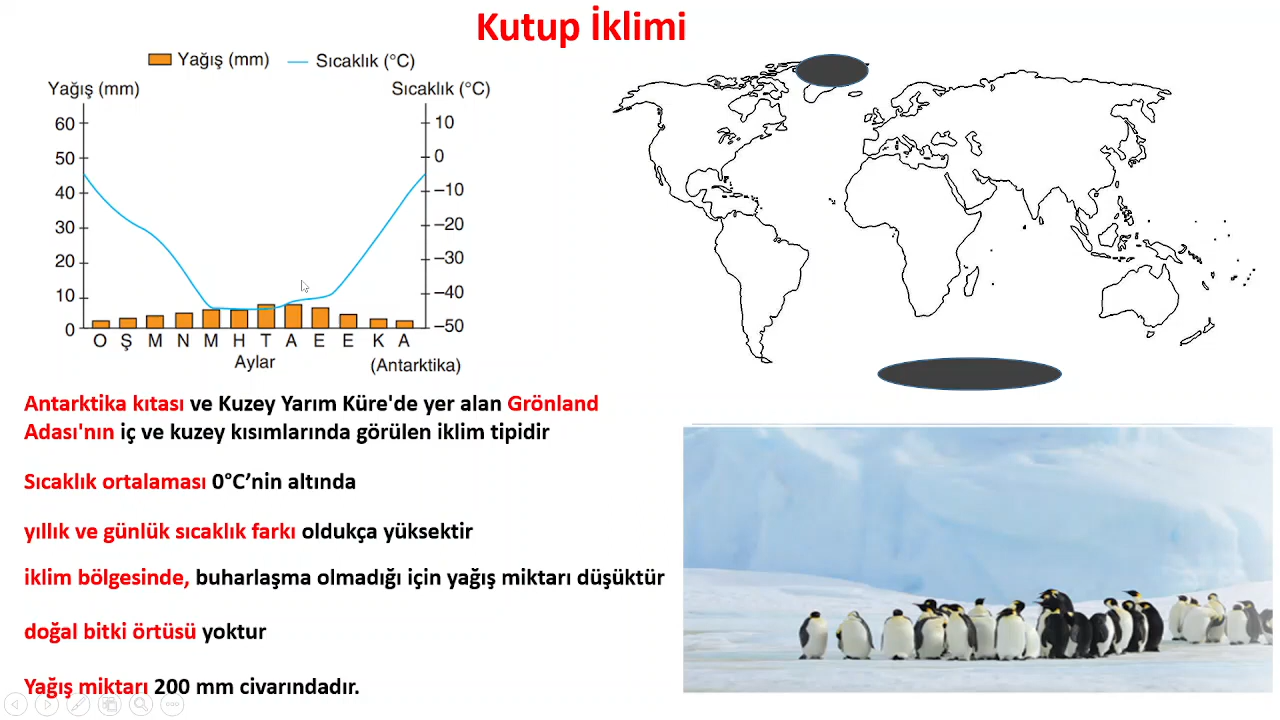 Kutup İklimi
Yağış (mm) Sıcaklık (°C)
Yağış (mm) Sıcaklık (°C)
60 10
50 0
40 –10
30 –20
20 –30
10 –40
0 –50
O Ş M N M H T A E E K A
Aylar (Antarktika)
Antarktika kıtası ve Kuzey Yarım Küre'de yer alan Grönland
Adası'nın iç ve kuzey kısımlarında görülen iklim tipidir
Sıcaklık ortalaması 0°C’nin altında
yıllık ve günlük sıcaklık farkı oldukça yüksektir
iklim bölgesinde, buharlaşma olmadığı için yağış miktarı düşüktür
doğal bitki örtüsü yoktur
Yağış miktarı 200 mm civarındadır.